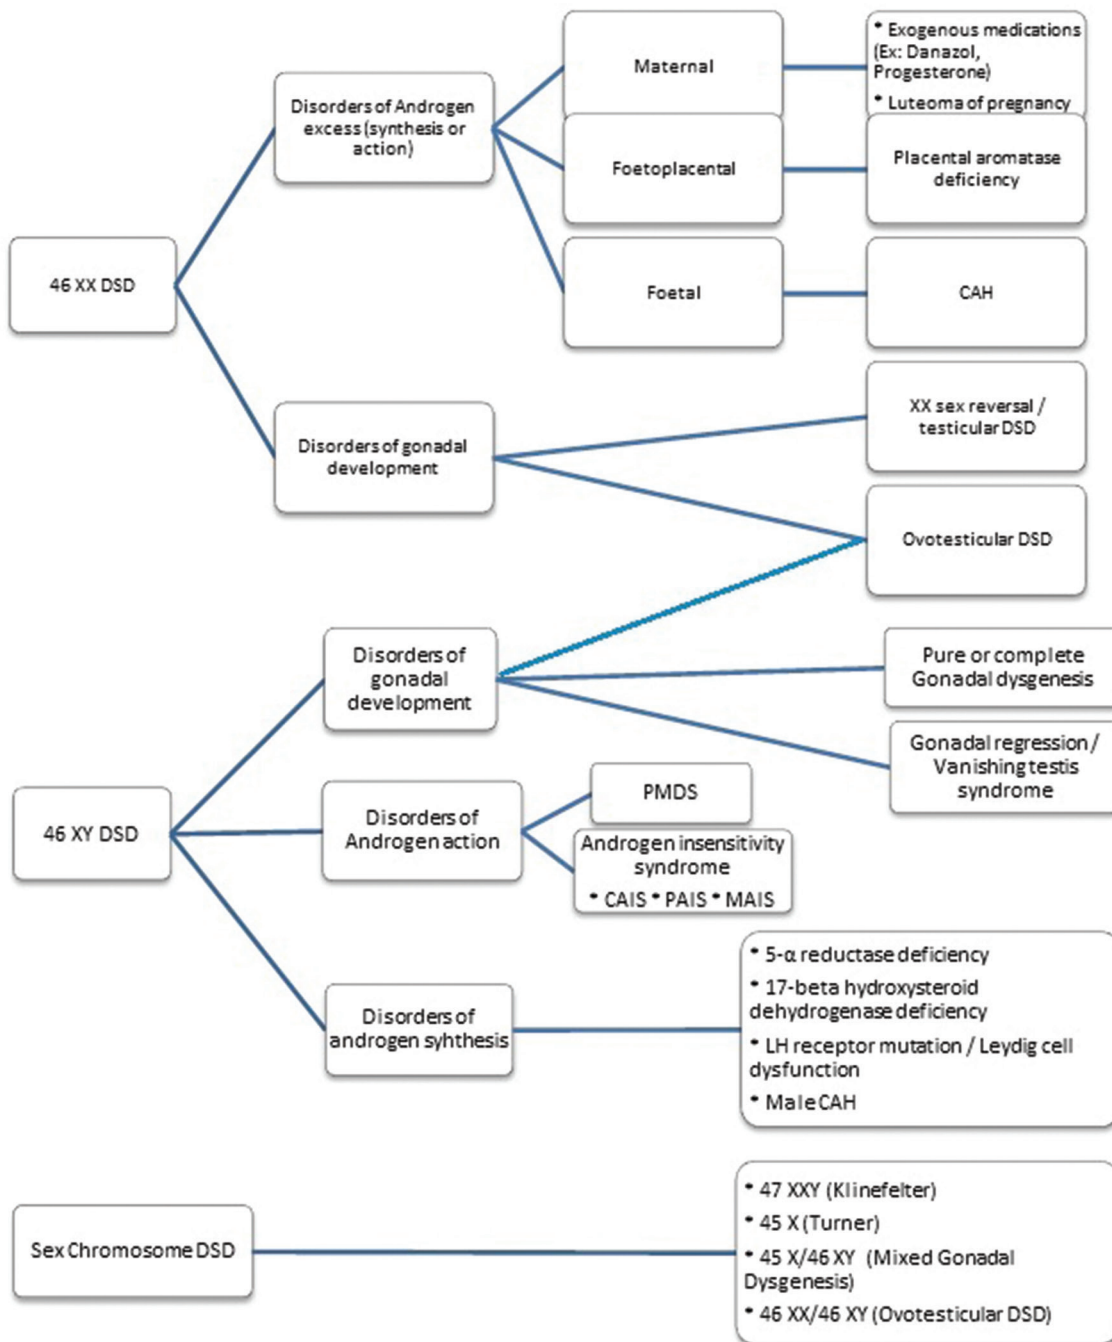 46 XX DSD
Disorders of Androgen
excess (synthesis or
action)
Maternal
* Exogenous medications
(Ex: Danazol,
Progesterone)
* Luteoma of pregnancy
Foetoplacental
Placental aromatase
deficiency
Foetal
CAH
Disorders of gonadal
development
XX sex reversal /
testicular DSD
Ovotesticular DSD
46 XY DSD
Disorders of
gonadal
development
Pure or complete
Gonadal dysgenesis
Gonadal regression /
Vanishing testis
syndrome
Disorders of
Androgen action
PMDS
Androgen insensitivity
syndrome
* CAIS * PAIS * MAIS
Disorders of
androgen syhthesis
* 5-α reductase deficiency
* 17-beta hydroxysteroid
dehydrogenase deficiency
* LH receptor mutation / Leydig cell
dysfunction
* Male CAH
Sex Chromosome DSD
* 47 XXY (Klinefelter)
* 45 X (Turner)
* 45 X/46 XY (Mixed Gonadal
Dysgenesis)
* 46 XX/46 XY (Ovotesticular DSD)